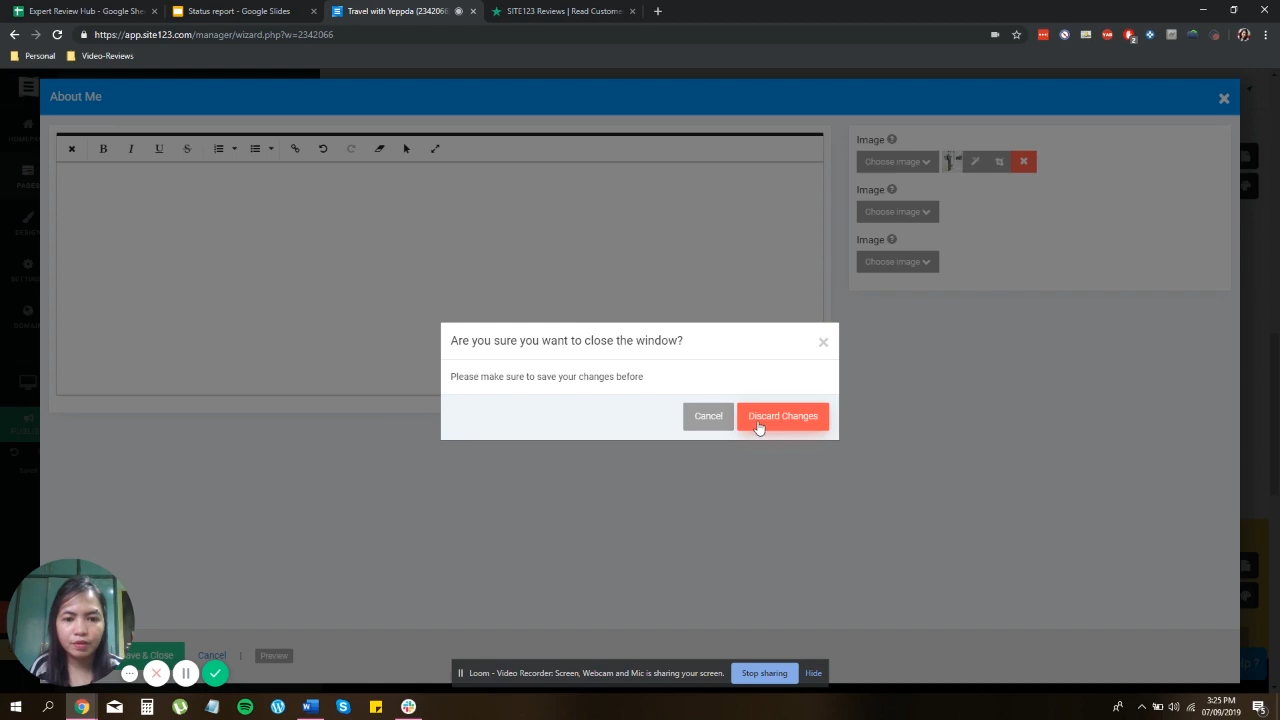 Expert Review Hub - Google She
Status report - Google Slides
Travel with Yeppda (2342066
SITE123 Reviews | Read Custome
https://app.site123.com/manager/wizard.php?w=2342066
Personal
Video-Reviews
About Me
Image
Choose image
Image
Choose image
Image
Choose image
Are you sure you want to close the window?
Please make sure to save your changes before
Cancel
Discard Changes
ave & Close
Cancel
|
Preview
Loom - Video Recorder: Screen, Webcam and Mic is sharing your screen.
Stop sharing
Hide
3:25 PM
07/09/2019